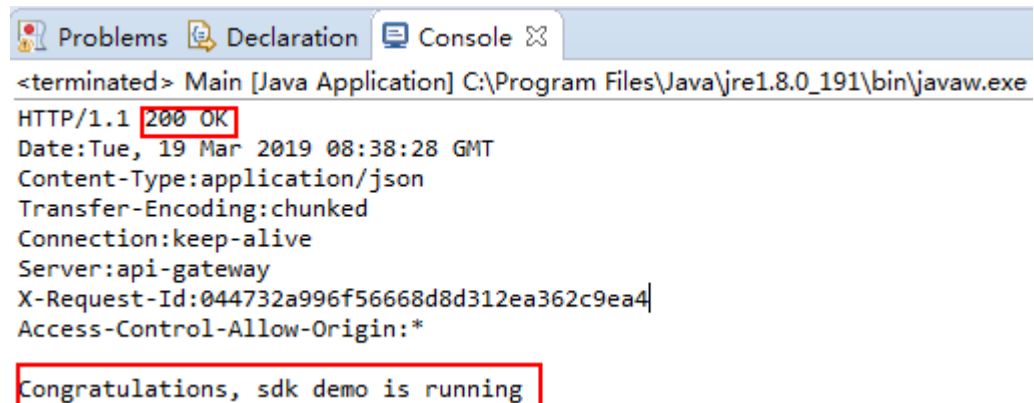 Problems Declaration Console
<terminated> Main [Java Application] C:\Program Files\Java\jre1.8.0_191\bin\javaw.exe
HTTP/1.1 200 OK
Date:Tue, 19 Mar 2019 08:38:28 GMT
Content-Type:application/json
Transfer-Encoding:chunked
Connection:keep-alive
Server:api-gateway
X-Request-Id:044732a996f56668d8d312ea362c9ea4
Access-Control-Allow-Origin:*
Congratulations, sdk demo is running